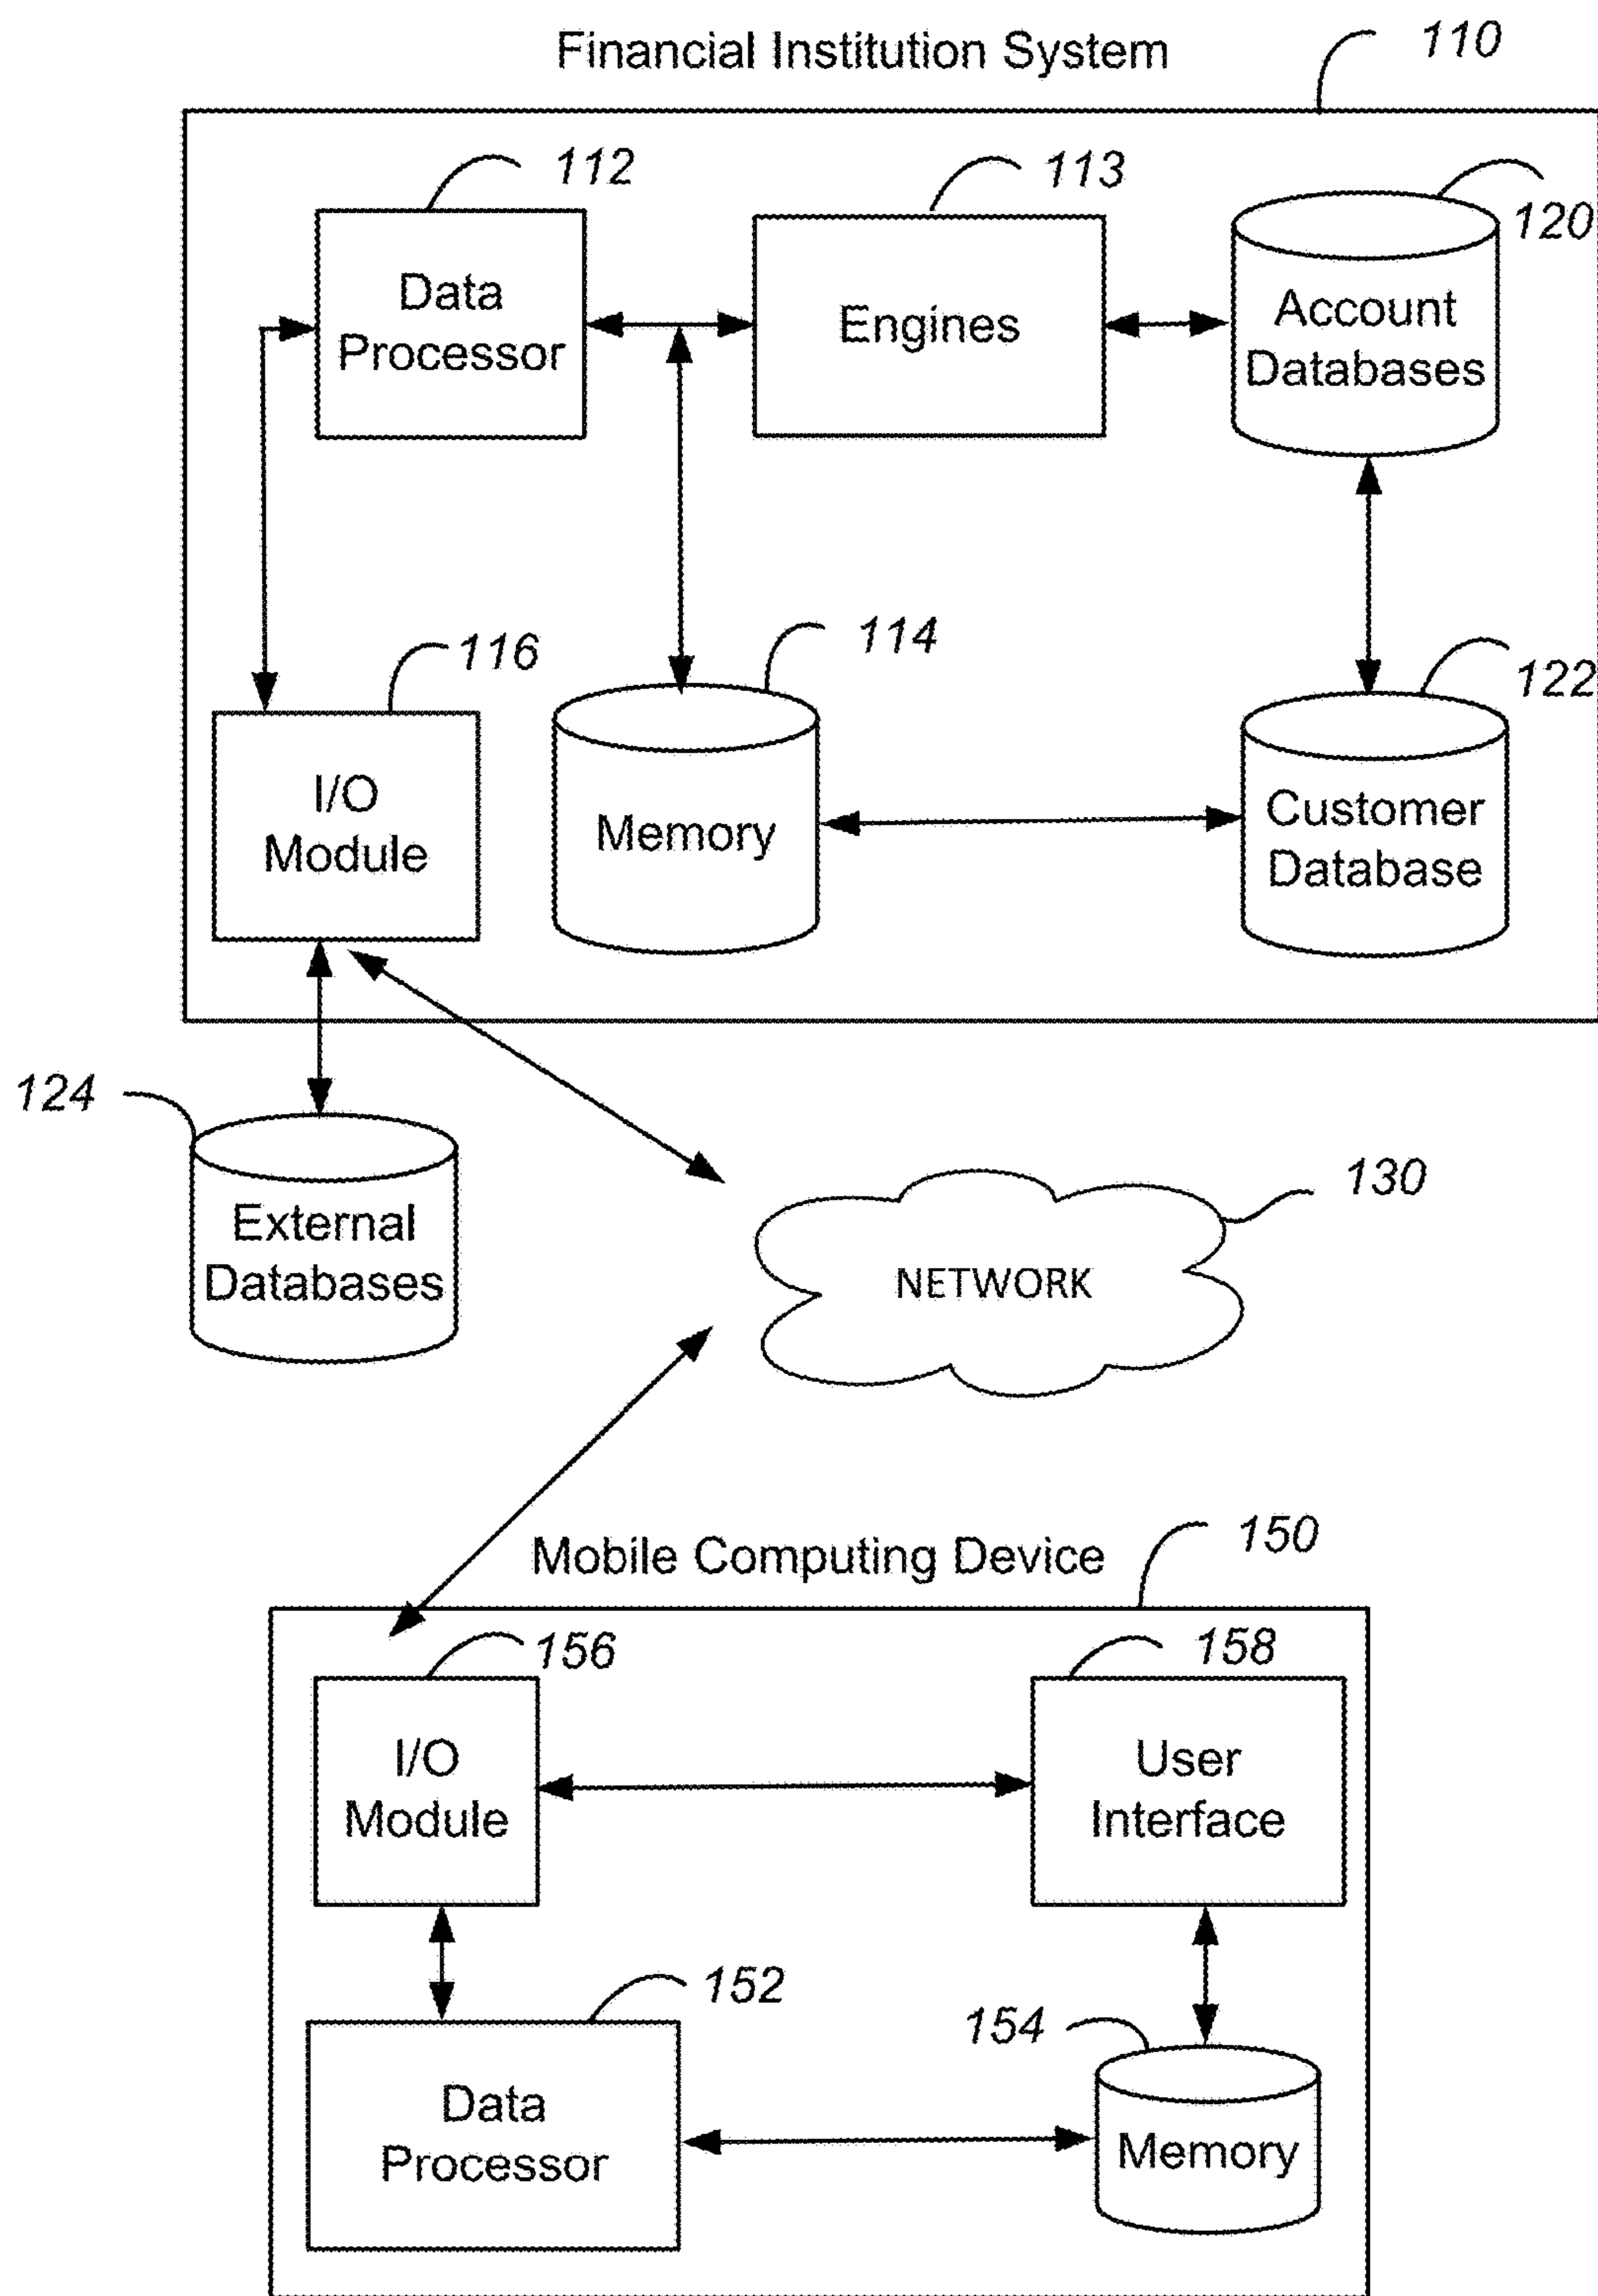 Financial Institution System
110
112
113
120
Data
Processor
Engines
Account
Databases
116
114
122
I/O
Module
Memory
Customer
Database
124
External
Databases
130
NETWORK
Mobile Computing Device
150
156
158
I/O
Module
User
Interface
152
154
Data
Processor
Memory